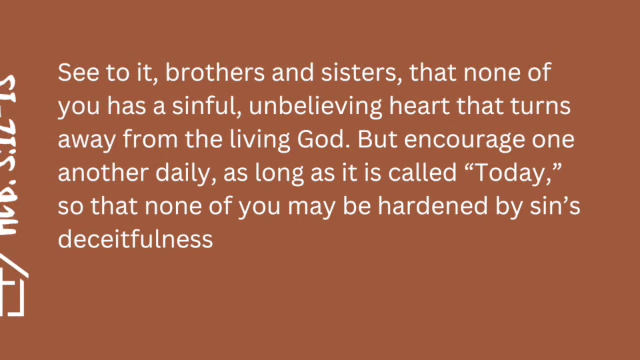 Heb. 3:12-13
See to it, brothers and sisters, that none of
you has a sinful, unbelieving heart that turns
away from the living God. But encourage one
another daily, as long as it is called “Today,”
so that none of you may be hardened by sin’s
deceitfulness